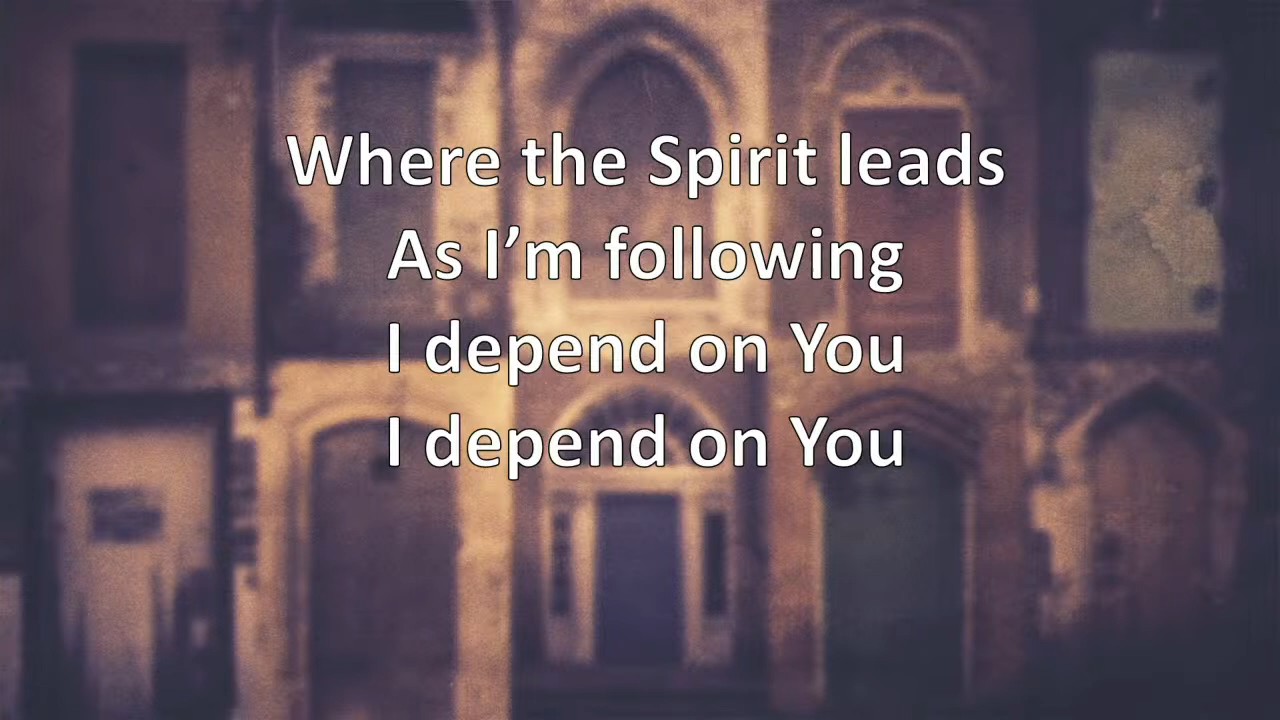 Where the Spirit leads
As I’m following
I depend on You
I depend on You